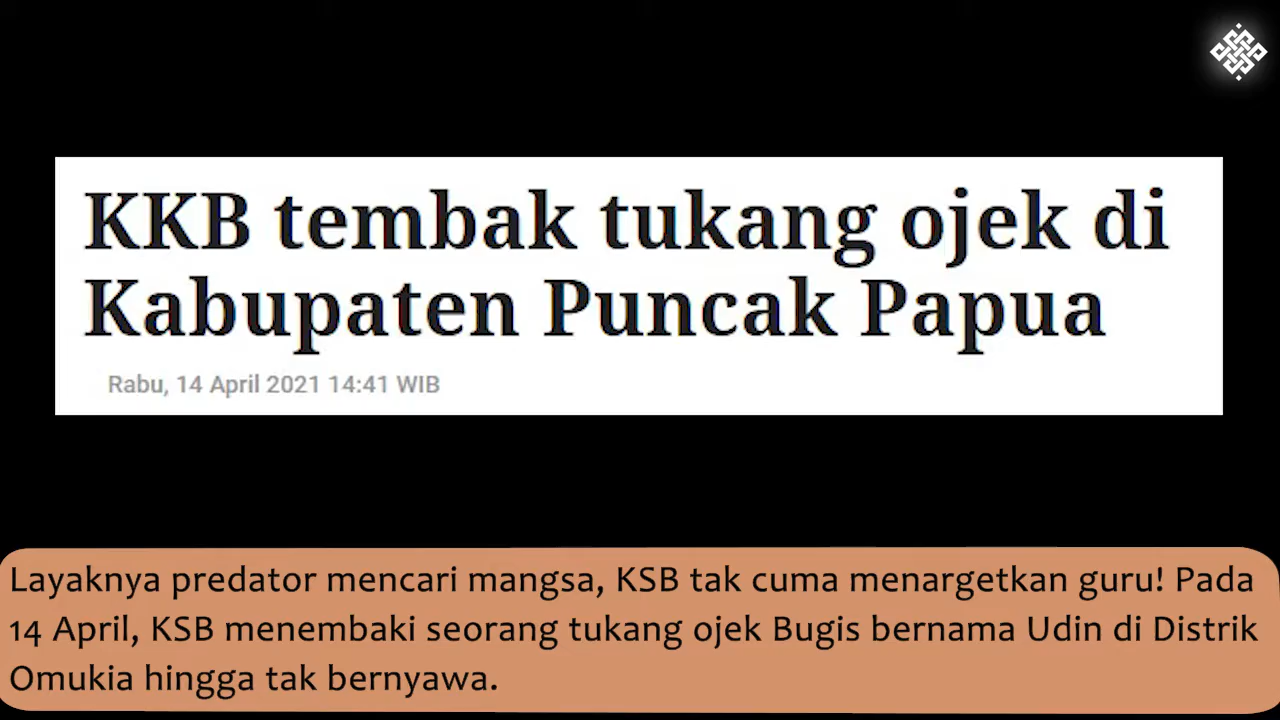 KKB tembak tukang ojek di
Kabupaten Puncak Papua
Rabu, 14 April 2021 14:41 WIB
Layaknya predator mencari mangsa, KSB tak cuma menargetkan guru! Pada
14 April, KSB menembaki seorang tukang ojek Bugis bernama Udin di Distrik
Omukia hingga tak bernyawa.